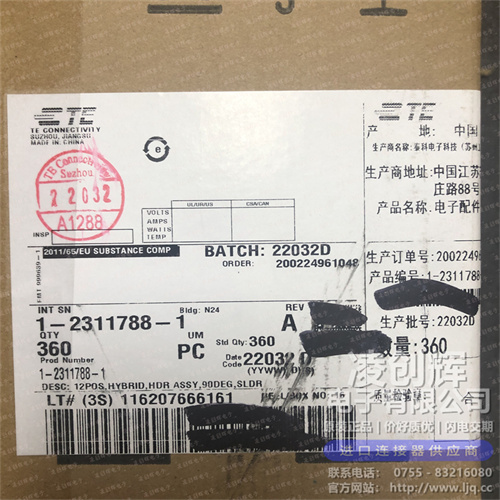 TE
TE CONNECTIVITY
SUZHOU, JIANGSU
MADE IN CHINA
TE Connectivity
Suzhou
22032
A1288
INSP
UL/UR/US
CSA/CAN
VOLTS
AMPS
WATTS
TEMP
2011/65/EU SUBSTANCE COMP
BATCH: 22032D
ORDER: 200224961048
INT SN
Bldg: N24
REV
1-2311788-1
A
QTY
UM
Std Qty: 360
360
PC
Date Code
22032D
(YYWW
Prod Number
1-2311788-1
DESC: 12POS,HYBRID,HDR ASSY,90DEG,SLDR
LT# (3S) 116207666161
TE
产 地: 中国
生产商名称: 泰科电子科技(苏州
生产商地址: 中国江苏
庄路88号
产品名称: 电子配件
生产订单号: 20022496
产品编号: 1-2311788
生产批号: 22032D
数量: 360
合
凌创辉
电子有限公司
原装正品 | 价好质优 | 闪电交期
进口连接器供应商
联系电话: 0755 - 83216080
官方网站: http://www.ljq.cc